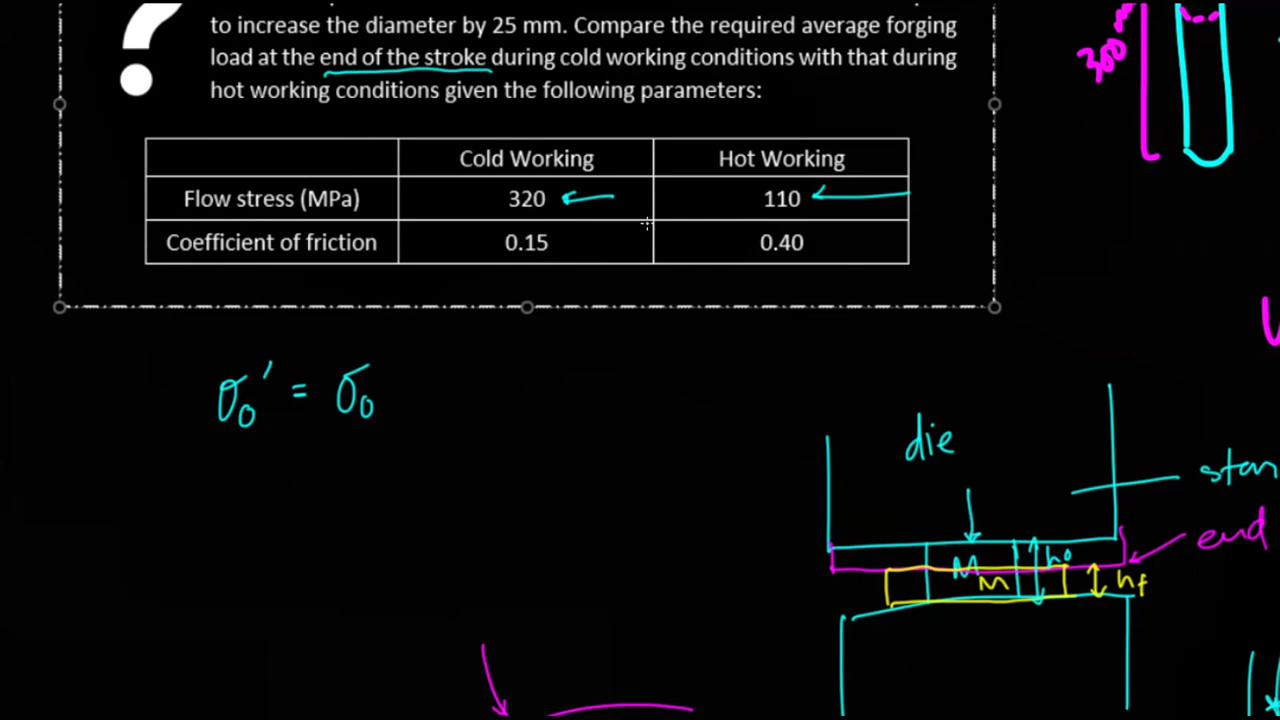 ?
to increase the diameter by 25 mm. Compare the required average forging
load at the end of the stroke during cold working conditions with that during
hot working conditions given the following parameters:
Cold Working Hot Working
Flow stress (MPa) 320 110
Coefficient of friction 0.15 0.40
300
σ₀' = σ₀
die
end
M
h₀
M
hf